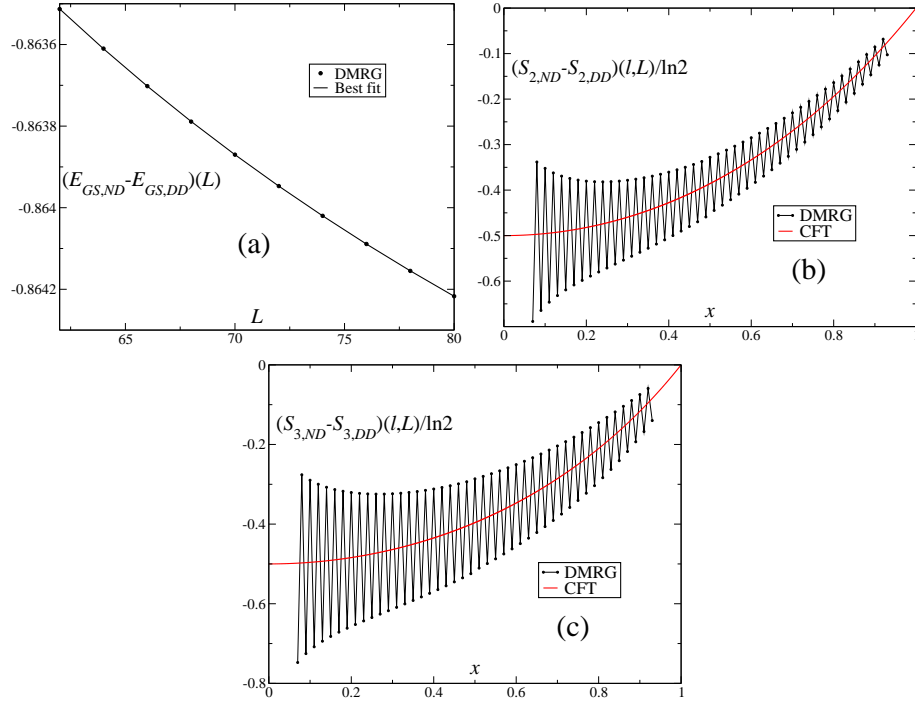 -0.8636
-0.8638
-0.864
-0.8642
(E_{GS,ND}-E_{GS,DD})(L)
DMRG
Best fit
(a)
65
70
75
80
L
0
-0.1
-0.2
-0.3
-0.4
-0.5
-0.6
(S_{2,ND}-S_{2,DD})(l,L)/ln2
DMRG
CFT
(b)
0
0.2
0.4
0.6
0.8
x
0
-0.2
-0.4
-0.6
-0.8
(S_{3,ND}-S_{3,DD})(l,L)/ln2
DMRG
CFT
(c)
0
0.2
0.4
0.6
0.8
1
x